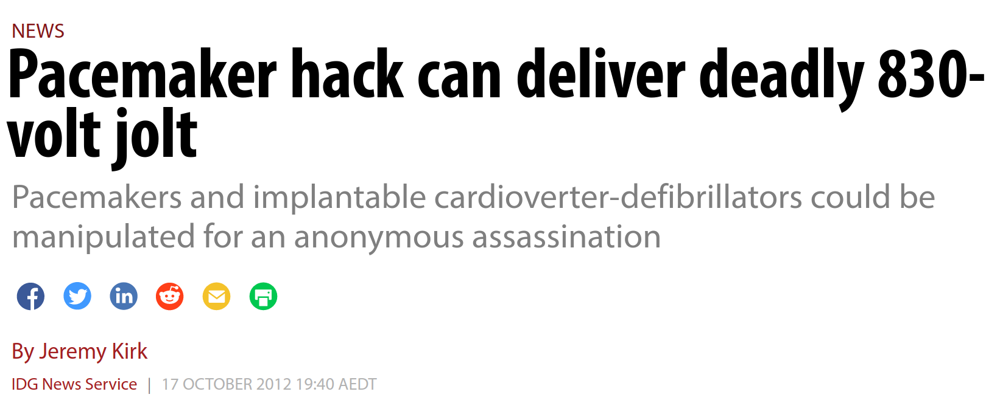 NEWS
Pacemaker hack can deliver deadly 830-
volt jolt
Pacemakers and implantable cardioverter-defibrillators could be
manipulated for an anonymous assassination
By Jeremy Kirk
IDG News Service | 17 OCTOBER 2012 19:40 AEDT